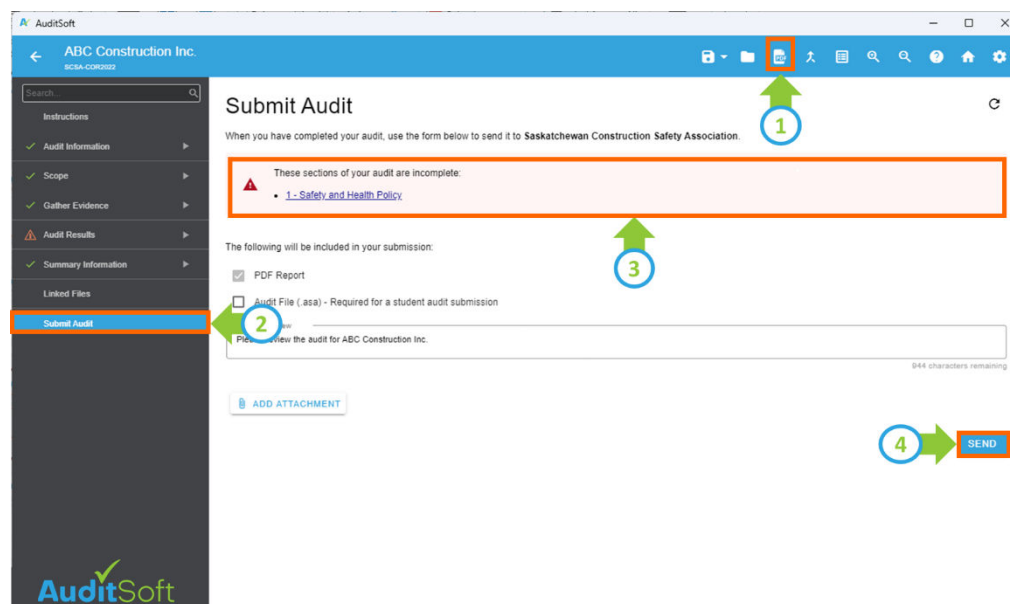 AuditSoft
ABC Construction Inc.
SCSA-COR2022
PDF
1
Search...
Instructions
Audit Information
Scope
Gather Evidence
Audit Results
Summary Information
Linked Files
Submit Audit
2
Submit Audit
When you have completed your audit, use the form below to send it to Saskatchewan Construction Safety Association.
These sections of your audit are incomplete:
1 - Safety and Health Policy
3
The following will be included in your submission:
PDF Report
Audit File (.asa) - Required for a student audit submission
view the audit for ABC Construction Inc.
944 characters remaining
ADD ATTACHMENT
4
SEND
AuditSoft